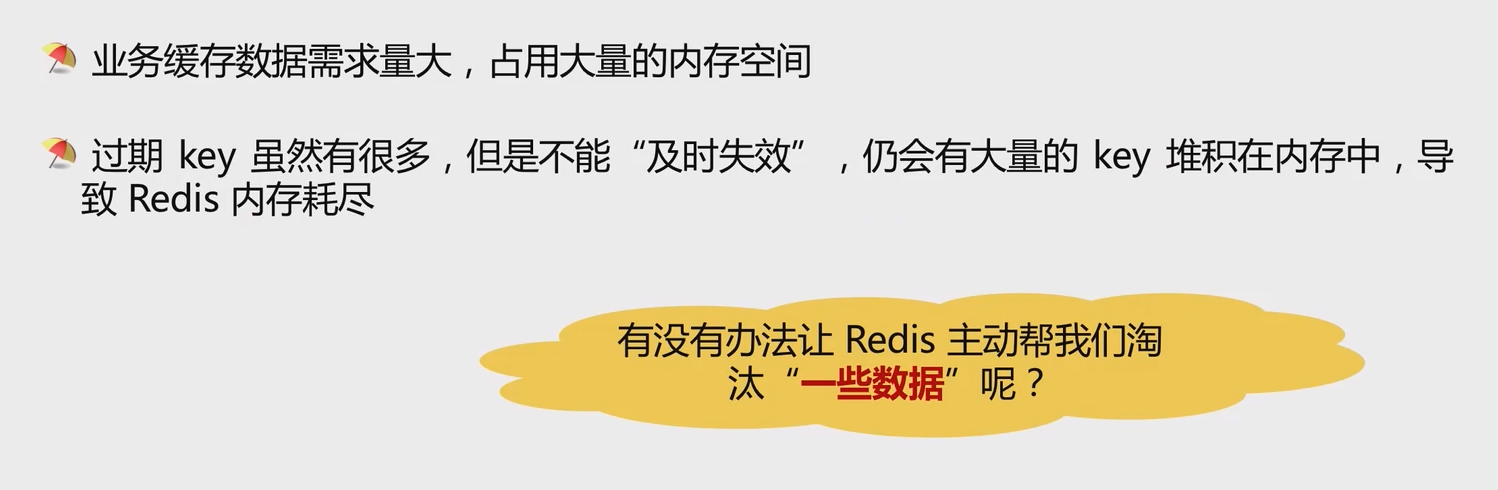 业务缓存数据需求量大，占用大量的内存空间
过期 key 虽然有很多，但是不能“及时失效”，仍会有大量的 key 堆积在内存中，导
致 Redis 内存耗尽
有没有办法让 Redis 主动帮我们淘
汰“一些数据”呢？